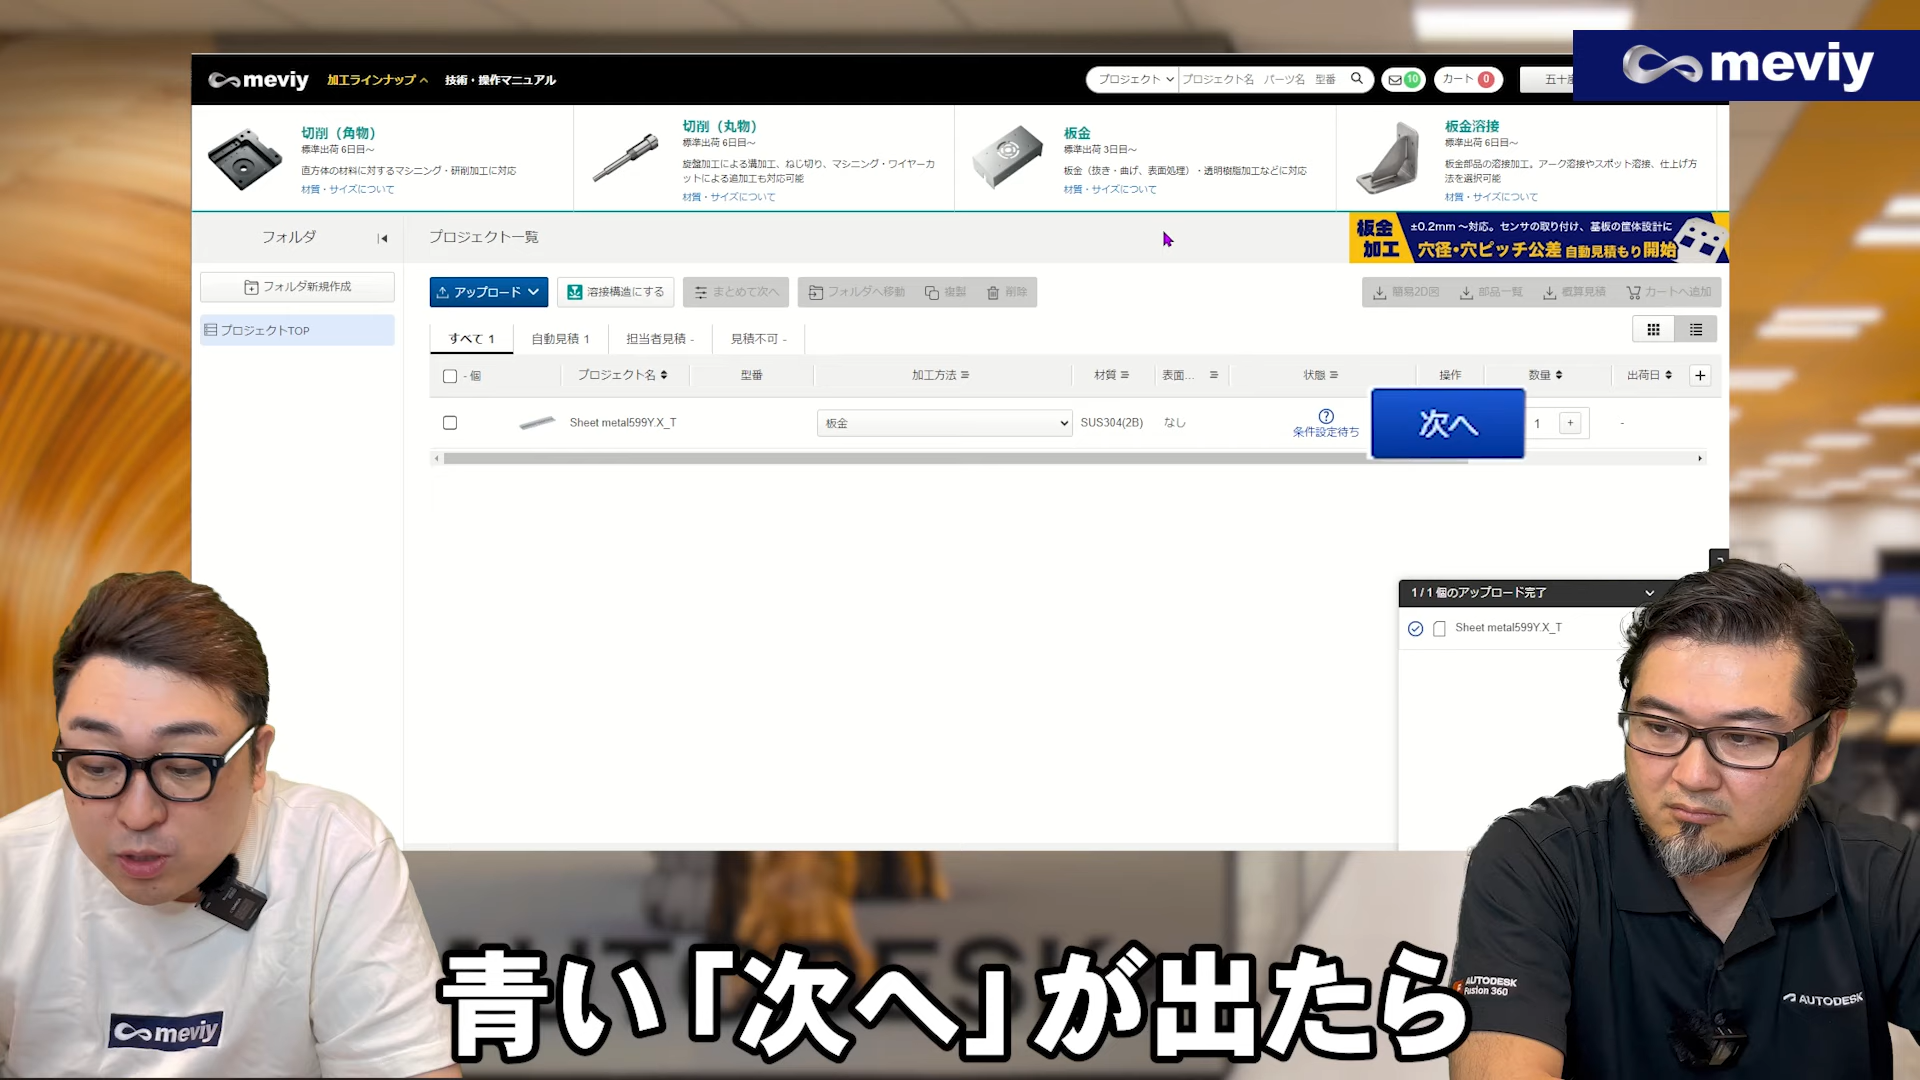 meviy
meviy 加工ラインナップ 技術・操作マニュアル
プロジェクト プロジェクト名 パーツ名 型番 10 カート 0
切削（角物）
標準出荷 6日目～
直方体の材料に対するマシニング・研削加工に対応
材質・サイズについて
切削（丸物）
標準出荷 6日目～
旋盤加工による溝加工、ねじ切り、マシニング・ワイヤーカ
ットによる追加工も対応可能
材質・サイズについて
板金
標準出荷 3日目～
板金（抜き・曲げ、表面処理）・透明樹脂加工などに対応
材質・サイズについて
板金溶接
標準出荷 6日目～
板金部品の溶接加工。アーク溶接やスポット溶接、仕上げ方
法を選択可能
材質・サイズについて
フォルダ
プロジェクト一覧
板金
加工
±0.2mm～対応。センサの取り付け、基板の筐体設計に
穴径・穴ピッチ公差 自動見積もり開始
フォルダ新規作成
プロジェクトTOP
アップロード 溶接構造にする まとめて次へ フォルダへ移動 複製 削除
簡易2D図 部品一覧 概算見積 カートへ追加
すべて 1 自動見積 1 担当者見積 - 見積不可 -
- 個 プロジェクト名 型番 加工方法 材質 表面... 状態 操作 数量 出荷日 +
Sheet metal599Y.X_T 板金 SUS304(2B) なし 条件設定待ち 次へ 1 + -
1 / 1 個のアップロード完了
Sheet metal599Y.X_T
meviy
AUTODESK
Fusion 360
AUTODESK
青い「次へ」が出たら